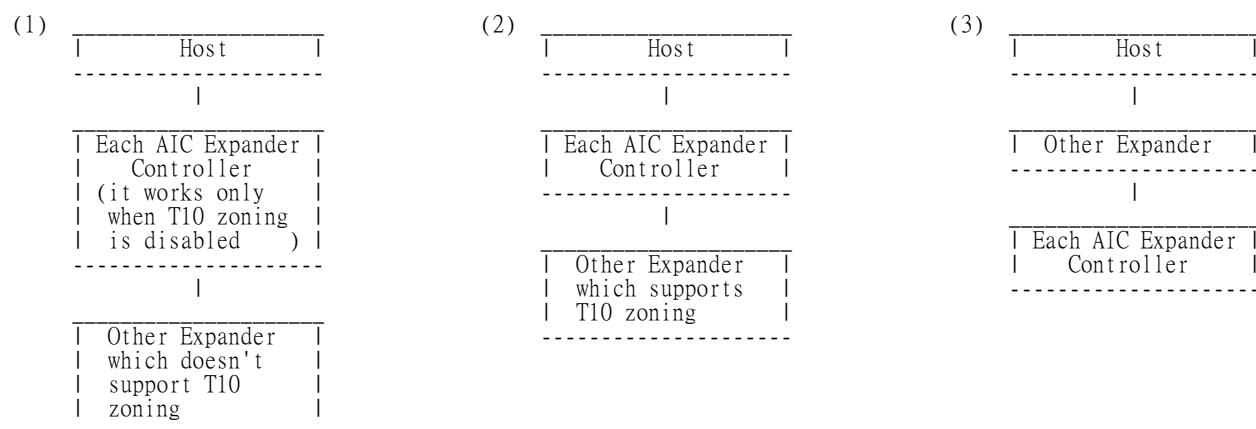 (1)
Host
Each AIC Expander
Controller
(it works only
when T10 zoning
is disabled )
Other Expander
which doesn't
support T10
zoning
(2)
Host
Each AIC Expander
Controller
Other Expander
which supports
T10 zoning
(3)
Host
Other Expander
Each AIC Expander
Controller